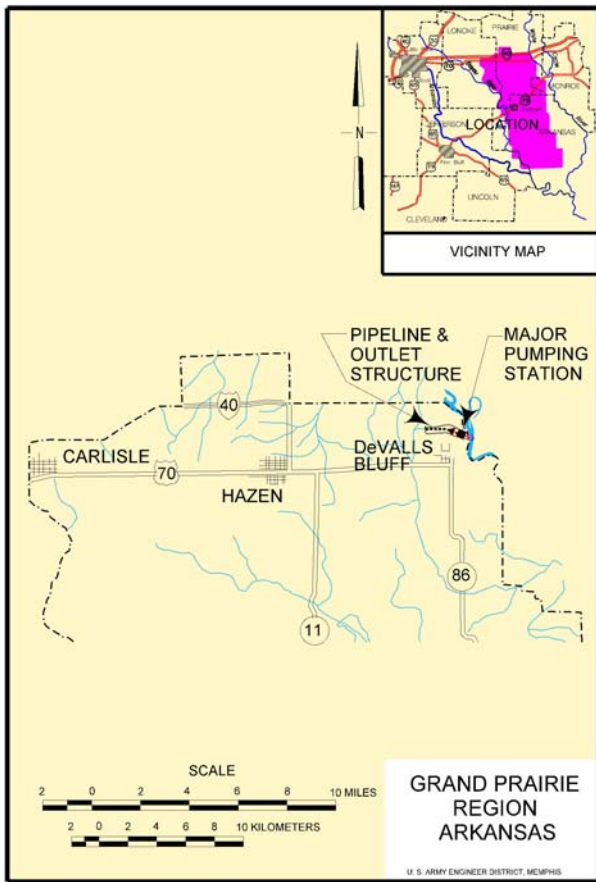 LONOKE
PRAIRIE
MONROE
LOCATION
ARKANSAS
LINCOLN
CLEVELAND
VICINITY MAP
N
PIPELINE &
OUTLET
STRUCTURE
MAJOR
PUMPING
STATION
40
CARLISLE
70
HAZEN
DeVALLS
BLUFF
86
11
SCALE
2 0 2 4 6 8 10 MILES
2 0 2 4 6 8 10 KILOMETERS
GRAND PRAIRIE
REGION
ARKANSAS
U. S. ARMY ENGINEER DISTRICT, MEMPHIS